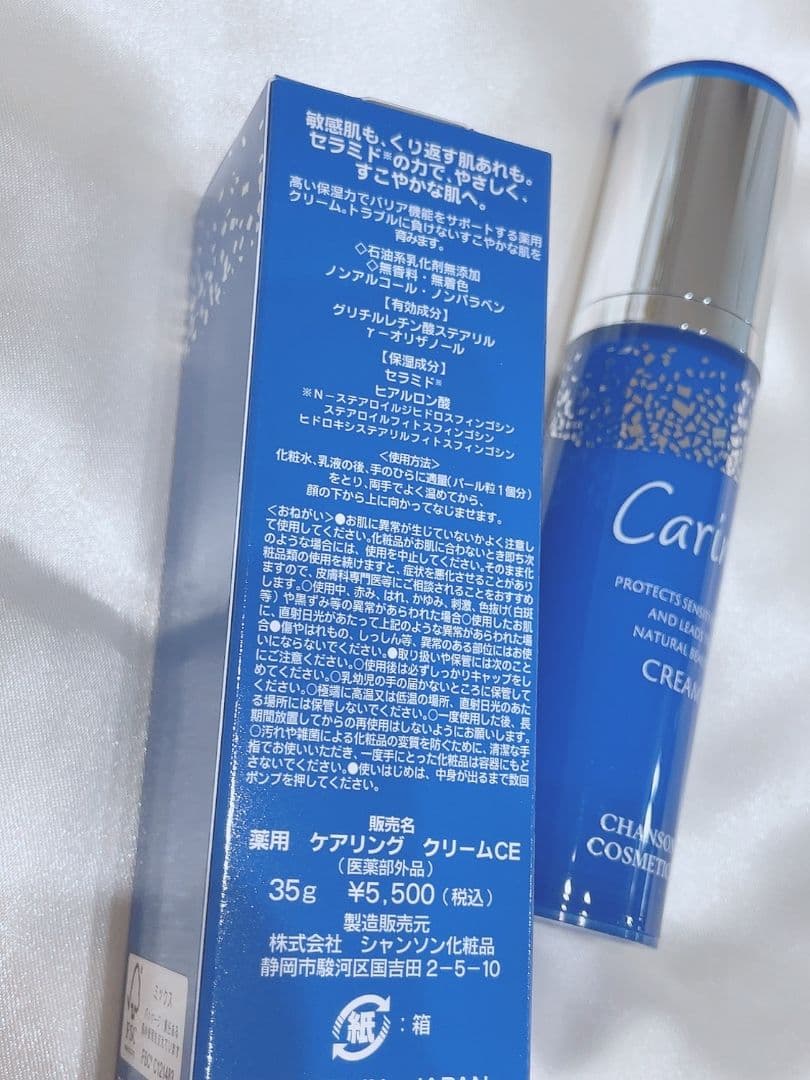 敏感肌も、くり返す肌あれも。
セラミド※の力で、やさしく、
すこやかな肌へ。
高い保湿力でバリア機能をサポートする薬用
クリーム。トラブルに負けないすこやかな肌を
育みます。
◇石油系乳化剤無添加
◇無香料・無着色
ノンアルコール・ノンパラベン
【有効成分】
グリチルレチン酸ステアリル
γ－オリザノール
【保湿成分】
セラミド※
ヒアルロン酸
※N－ステアロイルジヒドロスフィンゴシン
ステアロイルフィトスフィンゴシン
ヒドロキシステアリルフィトスフィンゴシン
＜使用方法＞
化粧水、乳液の後、手のひらに適量(パール粒1個分)
をとり、両手でよく温めてから、
顔の下から上に向かってなじませます。
＜おねがい＞●お肌に異常が生じていないかよく注意し
て使用してください。化粧品がお肌に合わないとき即ち次
のような場合には、使用を中止してください。そのまま化
粧品類の使用を続けますと、症状を悪化させることがあり
ますので、皮膚科専門医等にご相談されることをおすすめ
します。○使用中、赤み、はれ、かゆみ、刺激、色抜け(白斑
等)や黒ずみ等の異常があらわれた場合○使用したお肌
に、直射日光があたって上記のような異常があらわれた場
合●傷やはれもの、しっしん等、異常のある部位にはお使
いにならないでください。●取り扱いや保管には次のこと
にご注意ください。○使用後は必ずしっかりキャップをし
めてください。○乳幼児の手の届かないところに保管して
ください。○極端に高温又は低温の場所、直射日光のあた
る場所には保管しないでください。○一度使用した後、長
期間放置してからの再使用はしないようにお願いします。
○汚れや雑菌による化粧品の変質を防ぐために、清潔な手
指でお使いいただき、一度手にとった化粧品は容器にもど
さないでください。●使いはじめは、中身が出るまで数回
ポンプを押してください。
販売名
薬用 ケアリング クリームCE
(医薬部外品)
35g ¥5,500(税込)
製造販売元
株式会社 シャンソン化粧品
静岡市駿河区国吉田2-5-10
紙:箱
JAPAN
ミックス
FSC
Carin
PROTECTS SENSI
AND LEADS
NATURAL BEA
CREAM
CHANSO
COSMETIC